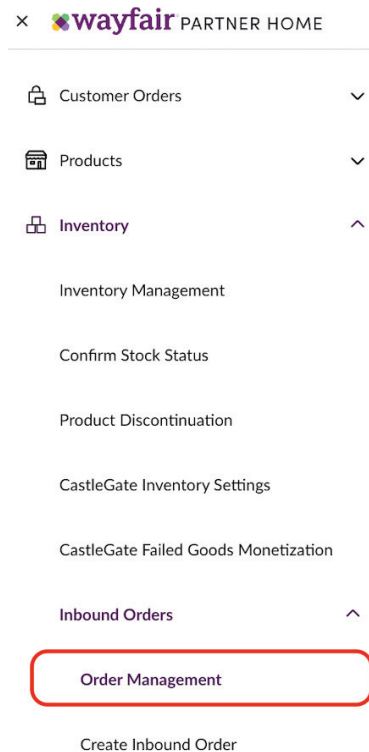 wayfair PARTNER HOME
Customer Orders
Products
Inventory
Inventory Management
Confirm Stock Status
Product Discontinuation
CastleGate Inventory Settings
CastleGate Failed Goods Monetization
Inbound Orders
Order Management
Create Inbound Order